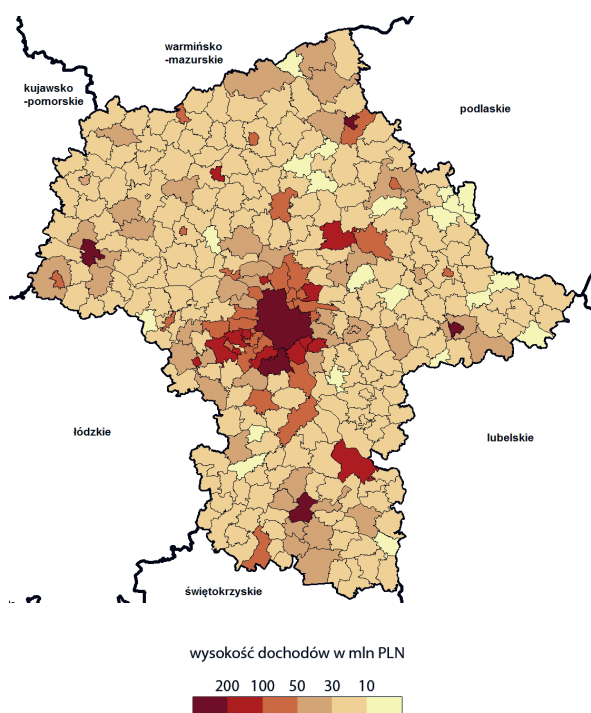 warmińsko
-mazurskie
kujawsko
-pomorskie
podlaskie
łódzkie
lubelskie
świętokrzyskie
wysokość dochodów w mln PLN
200 100 50 30 10